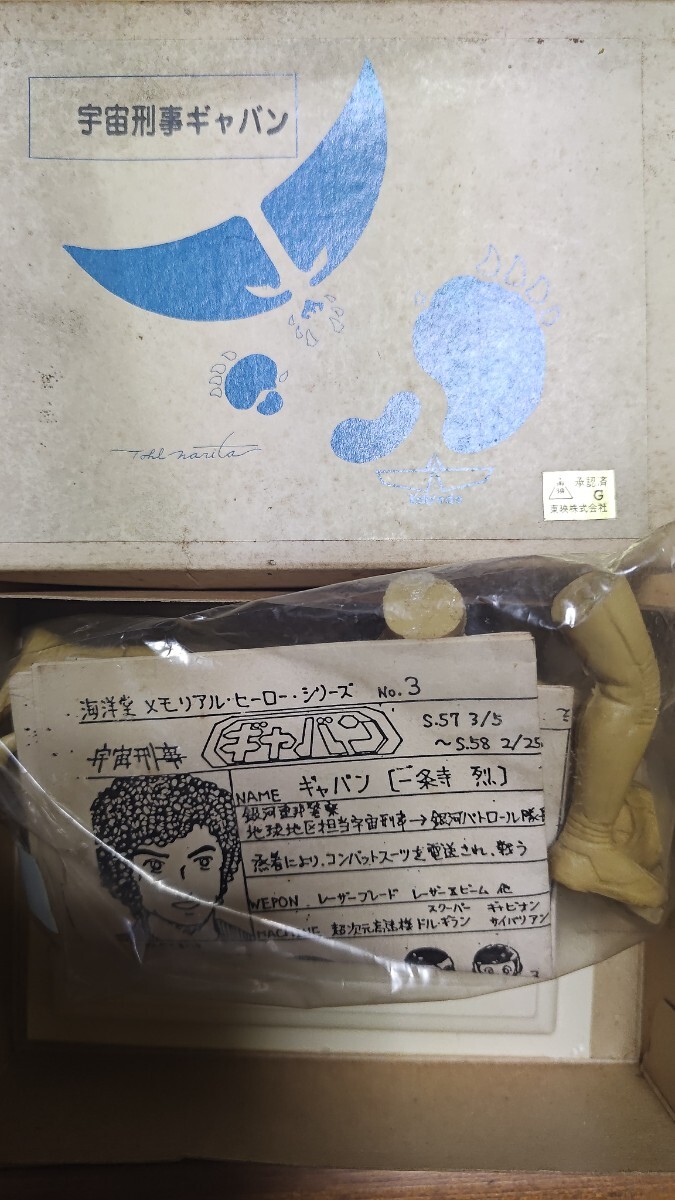 宇宙刑事ギャバン
Tohl narita
承認済
G
東映株式会社
海洋堂 メモリアル・ヒーロー・シリーズ No.3
宇宙刑事 ギャバン
S.57 3/5
～S.58 2/25
NAME ギャバン [一条寺 烈]
銀河連邦警察
地球地区担当宇宙刑事→銀河パトロール隊長
蒸着により、コンバットスーツを電送され、戦う
WEPON レーザーブレード レーザーZビーム 他
スクーパー ギャビオン
MACHINE 超次元高速機ドル・ギラン サイバリアン